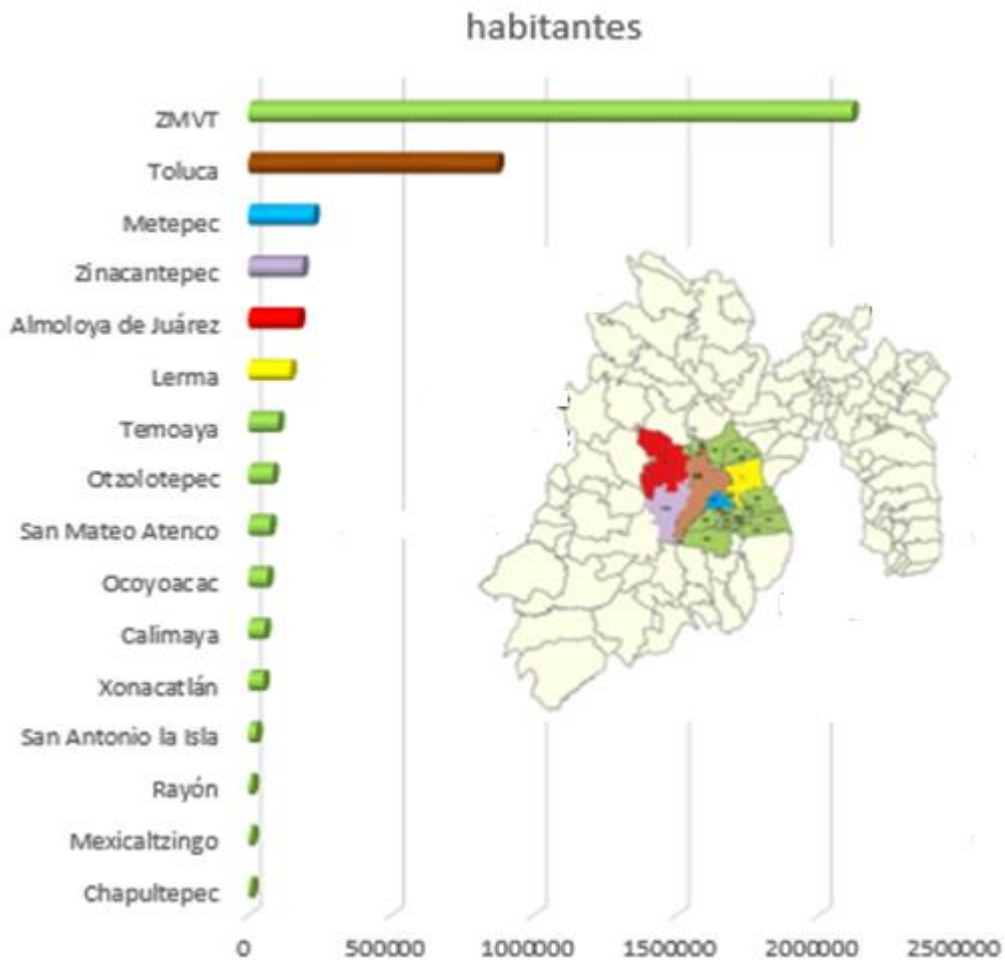 habitantes
ZMVT
Toluca
Metepec
Zinacantepec
Almoloya de Juárez
Lerma
Temoaya
Otzolotepec
San Mateo Atenco
Ocoyoacac
Calimaya
Xonacatlán
San Antonio la Isla
Rayón
Mexicaltzingo
Chapultepec
0 500000 1000000 1500000 2000000 2500000